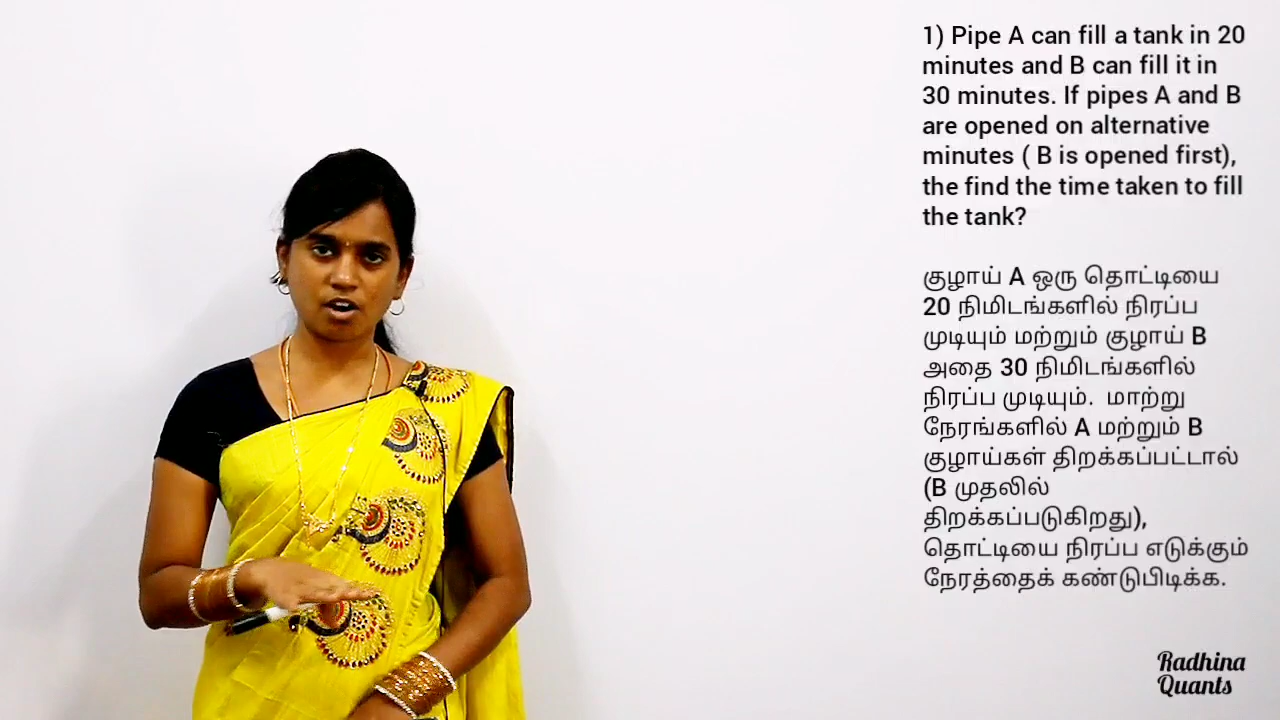 1) Pipe A can fill a tank in 20
minutes and B can fill it in
30 minutes. If pipes A and B
are opened on alternative
minutes ( B is opened first),
the find the time taken to fill
the tank?
குழாய் A ஒரு தொட்டியை
20 நிமிடங்களில் நிரப்ப
முடியும் மற்றும் குழாய் B
அதை 30 நிமிடங்களில்
நிரப்ப முடியும். மாற்று
நேரங்களில் A மற்றும் B
குழாய்கள் திறக்கப்பட்டால்
(B முதலில்
திறக்கப்படுகிறது),
தொட்டியை நிரப்ப எடுக்கும்
நேரத்தைக் கண்டுபிடிக்க.
Radhina
Quants